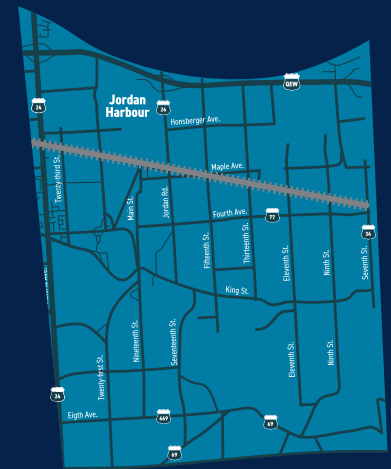 QEW
24
Jordan
Harbour
26
Honsberger Ave.
Twenty-third St.
Maple Ave.
Main St.
Jordan Rd.
Fourth Ave.
77
Fifteenth St.
Thirteenth St.
Eleventh St.
Ninth St.
Seventh St.
34
King St.
Nineteenth St.
Seventeenth St.
Twenty-first St.
Eleventh St.
Ninth St.
24
Eigth Ave.
669
69
69